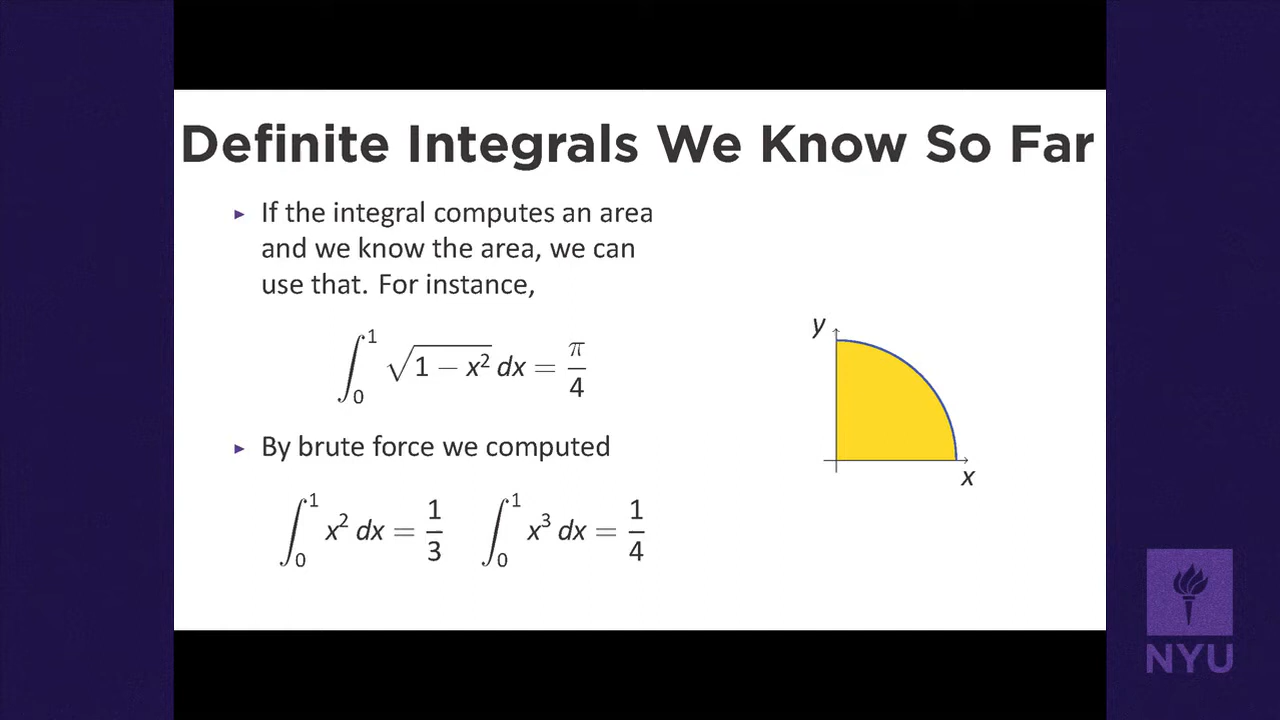 Definite Integrals We Know So Far
▸ If the integral computes an area
and we know the area, we can
use that. For instance,
∫₀¹ √(1 − x²) dx = π/4
▸ By brute force we computed
∫₀¹ x² dx = 1/3 ∫₀¹ x³ dx = 1/4
y
x
NYU